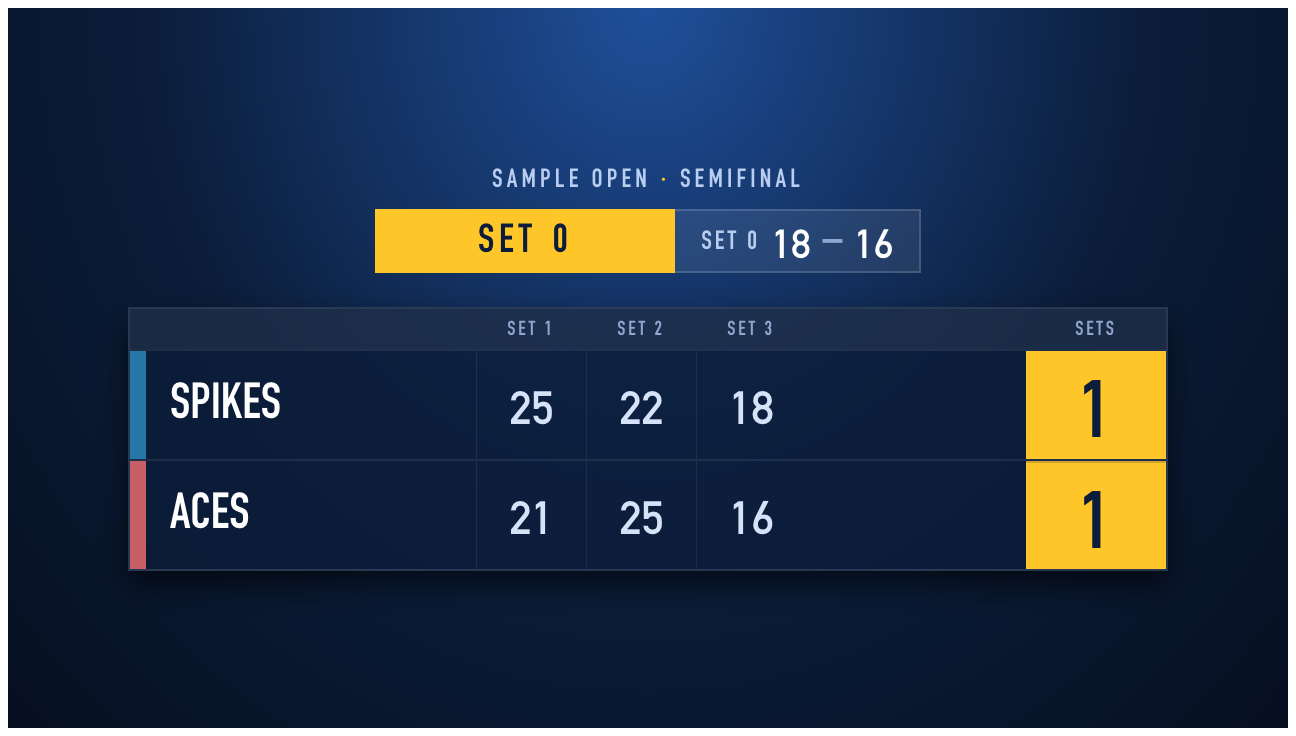 SAMPLE OPEN · SEMIFINAL
SET 0 SET 0 18 – 16
SET 1 SET 2 SET 3 SETS
SPIKES 25 22 18 1
ACES 21 25 16 1